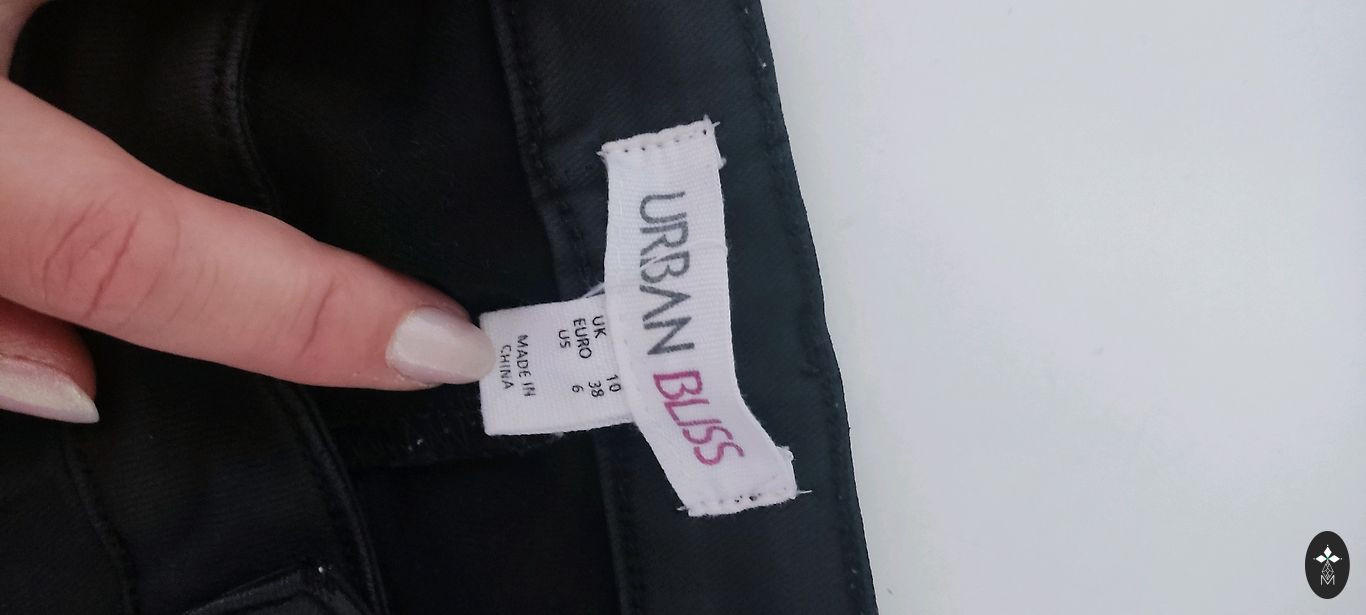 URBAN BLISS
UK 10
EURO 38
US 6
MADE IN
CHINA
M